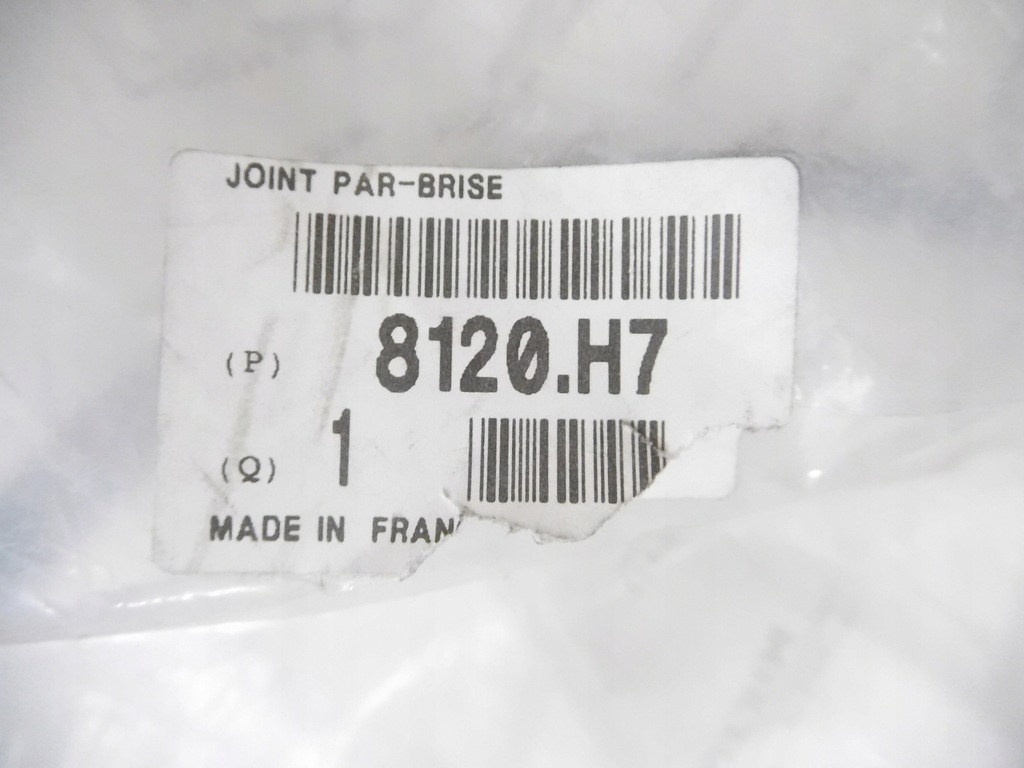 JOINT PAR-BRISE
(P) 8120.H7
(Q) 1
MADE IN FRAN